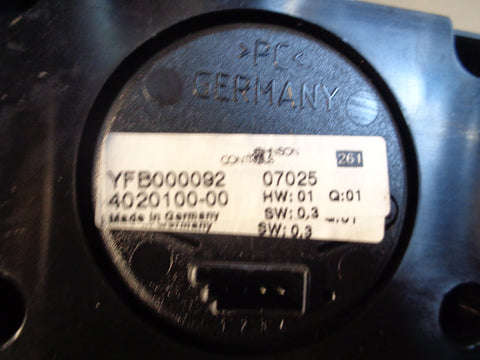 >PC<
GERMANY
JOHNSON
CONTROLS 261
YFB000092 07025
4020100-00 HW: 01 Q:01
Made in Germany SW: 0.3
Germany SW: 0.3